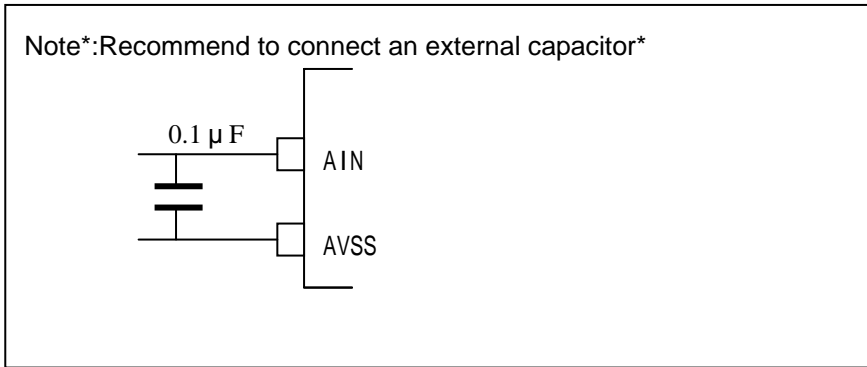 Note*:Recommend to connect an external capacitor*
0.1 μ F
AIN
AVSS